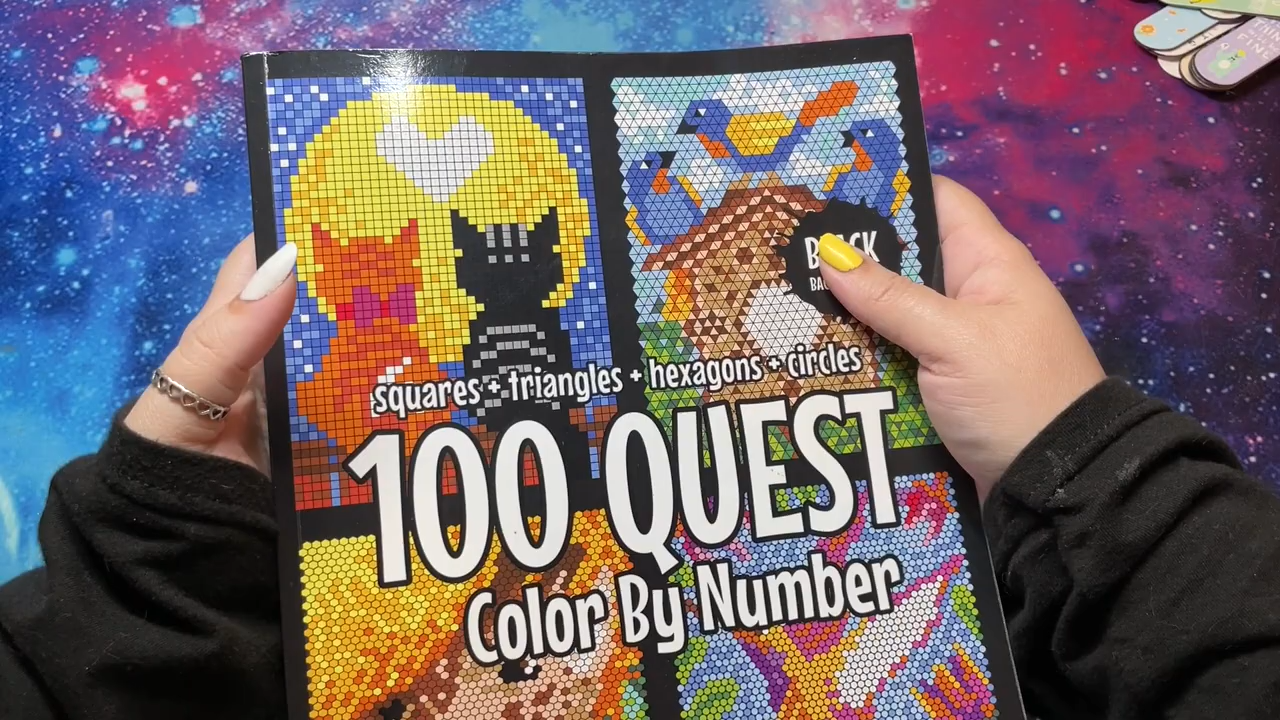 squares + triangles + hexagons + circles
100 QUEST
Color By Number